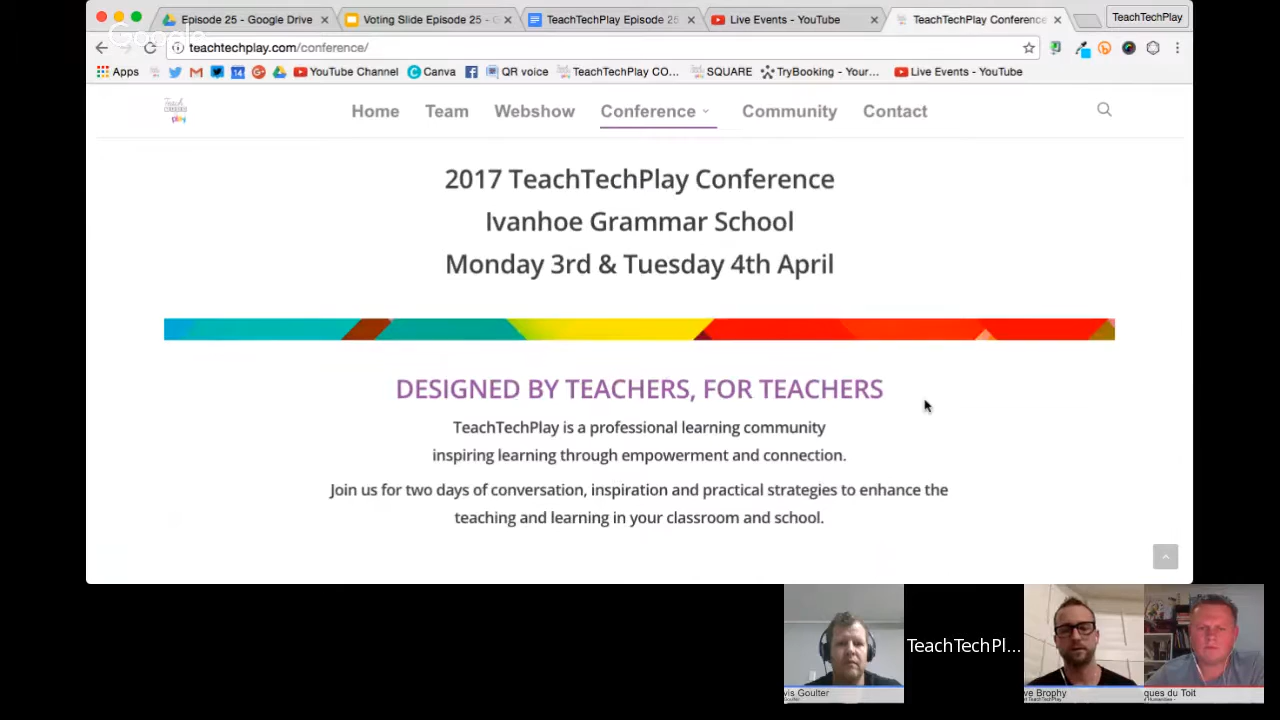 Episode 25 - Google Drive
Voting Slide Episode 25 -
TeachTechPlay Episode 25
Live Events - YouTube
TeachTechPlay Conference
TeachTechPlay
Google
teachtechplay.com/conference/
Apps
YouTube Channel
Canva
QR voice
TeachTechPlay CO...
SQUARE
TryBooking - Your...
Live Events - YouTube
Teach
play
Home
Team
Webshow
Conference
Community
Contact
2017 TeachTechPlay Conference
Ivanhoe Grammar School
Monday 3rd & Tuesday 4th April
DESIGNED BY TEACHERS, FOR TEACHERS
TeachTechPlay is a professional learning community
inspiring learning through empowerment and connection.
Join us for two days of conversation, inspiration and practical strategies to enhance the
teaching and learning in your classroom and school.
TeachTechPl...
vis Goulter
ve Brophy
ques du Toit